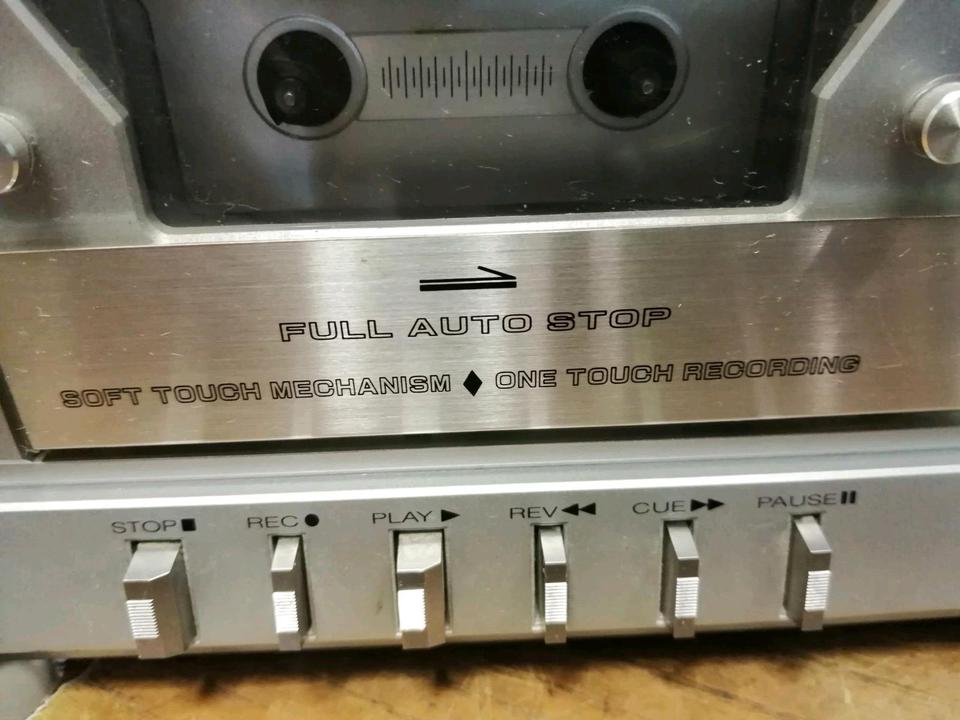 FULL AUTO STOP
SOFT TOUCH MECHANISM ♦ ONE TOUCH RECORDING
STOP■ REC● PLAY▶ REV◀◀ CUE▶▶ PAUSE❚❚